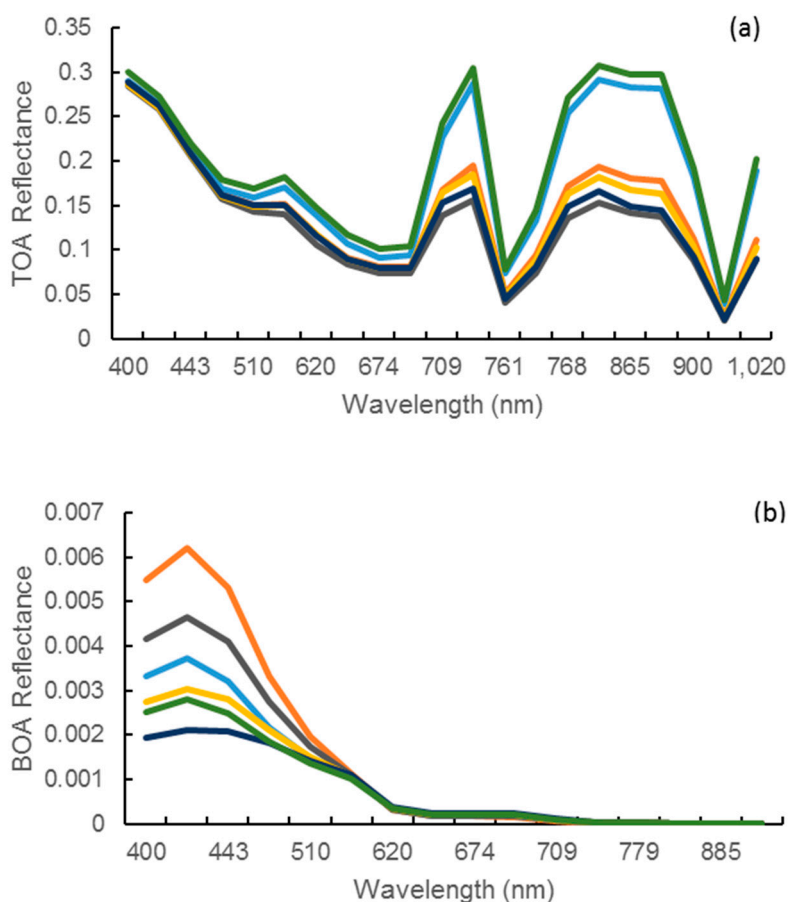 (a)
0.35
0.3
0.25
0.2
0.15
0.1
0.05
0
TOA Reflectance
400 443 510 620 674 709 761 768 865 900 1,020
Wavelength (nm)
(b)
0.007
0.006
0.005
0.004
0.003
0.002
0.001
0
BOA Reflectance
400 443 510 620 674 709 779 885
Wavelength (nm)